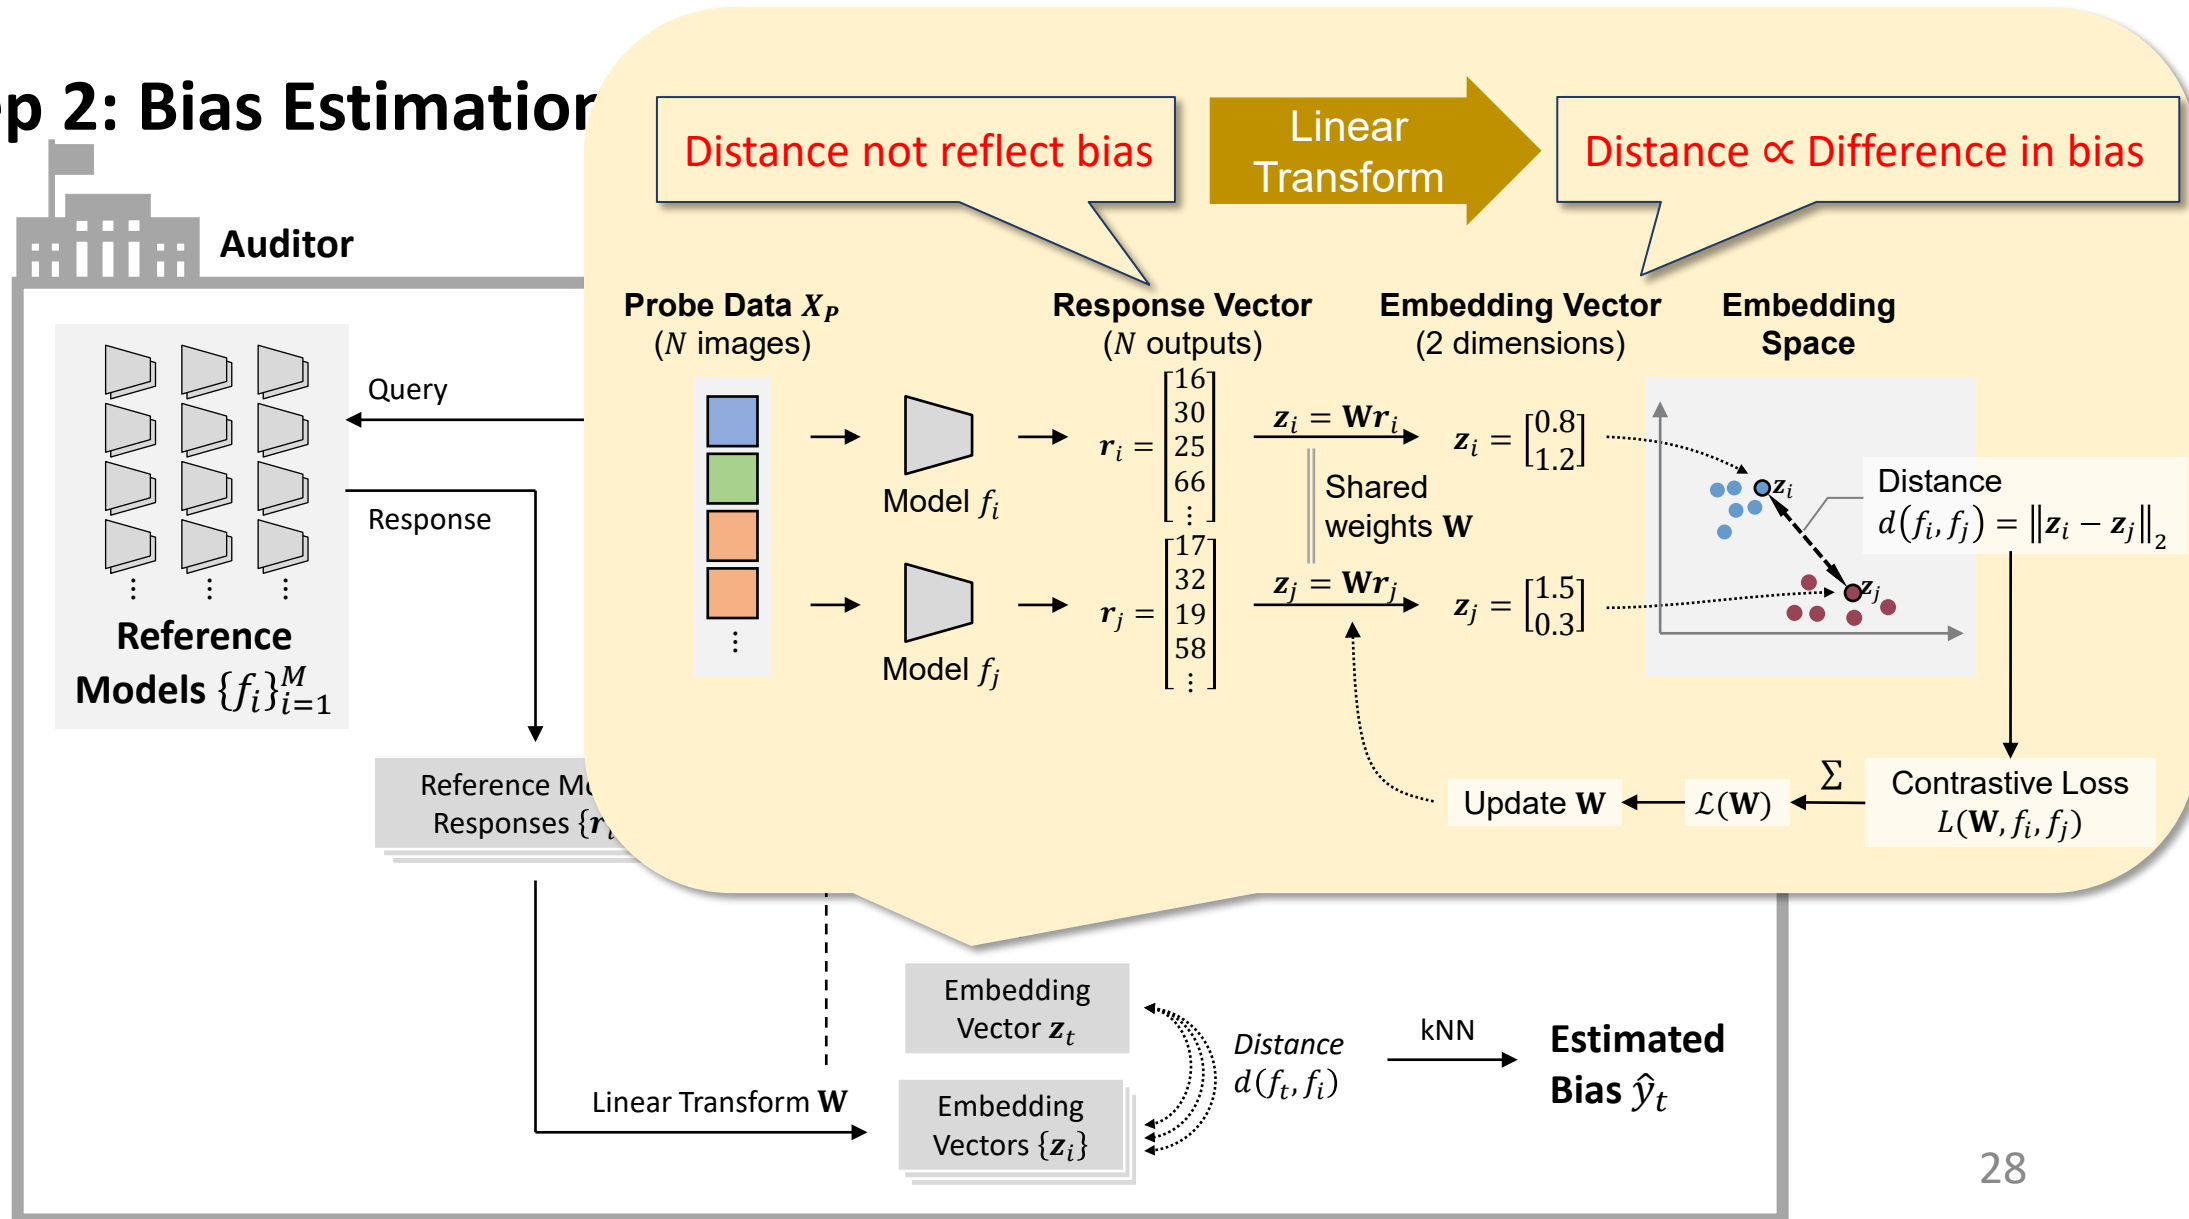 p 2: Bias Estimation
Distance not reflect bias
Linear
Transform
Distance ∝ Difference in bias
Auditor
Probe Data X_P
(N images)
Response Vector
(N outputs)
Embedding Vector
(2 dimensions)
Embedding
Space
Query
Response
Reference
Models {f_i}_{i=1}^M
Model f_i
r_i = [16 30 25 66 ⋮]
z_i = Wr_i
z_i = [0.8 1.2]
Shared
weights W
Model f_j
r_j = [17 32 19 58 ⋮]
z_j = Wr_j
z_j = [1.5 0.3]
z_i
z_j
Distance
d(f_i, f_j) = ‖z_i − z_j‖_2
Contrastive Loss
L(W, f_i, f_j)
Σ
ℒ(W)
Update W
Reference
Responses {r
Linear Transform W
Embedding
Vector z_t
Embedding
Vectors {z_i}
Distance
d(f_t, f_i)
kNN
Estimated
Bias ŷ_t
28